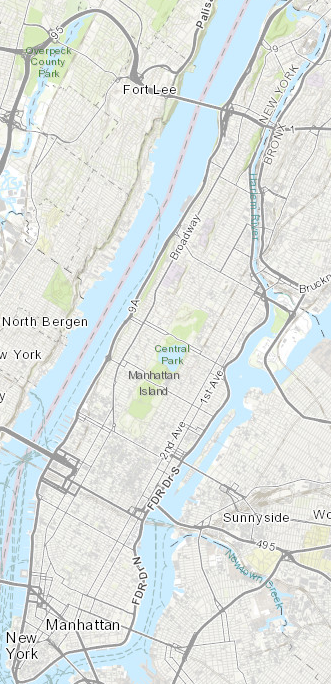 Palis
95
Overpeck
County
Park
Fort Lee
9
NEW YORK
BRONX
1
Harlem River
Broadway
Bruckn
9A
North Bergen
w York
Central
Park
Manhattan
Island
1st Ave
y
2nd Ave
FDR Dr S
Sunnyside
Wo
495
Newtown Creek
FDR Dr N
Manhattan
New
York